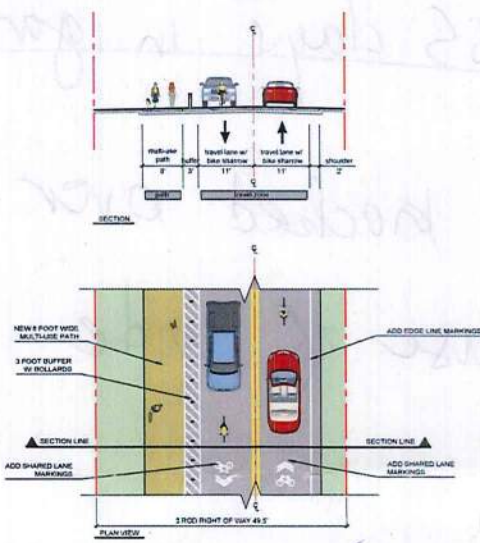 ℄
multi-use path
8'
buffer
3'
travel lane w/ bike sharrow
11'
travel lane w/ bike sharrow
11'
shoulder
2'
path
travel zone
SECTION
℄
NEW 8 FOOT WIDE
MULTI-USE PATH
3 FOOT BUFFER
W/ BOLLARDS
ADD EDGE LINE MARKINGS
SECTION LINE
SECTION LINE
ADD SHARED LANE
MARKINGS
ADD SHARED LANE
MARKINGS
3 ROD RIGHT OF WAY 49.5'
PLAN VIEW
℄